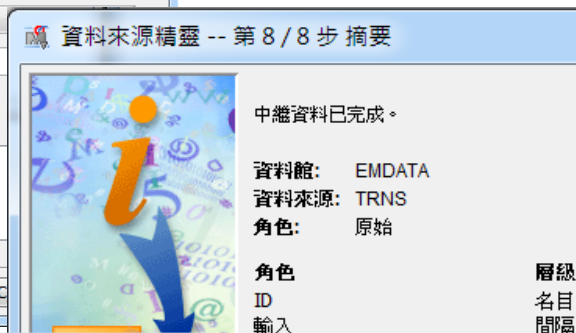 資料來源精靈 -- 第 8 / 8 步 摘要
中繼資料已完成。
資料館: EMDATA
資料來源: TRNS
角色: 原始
角色 層級
ID 名目
輸入 間隔